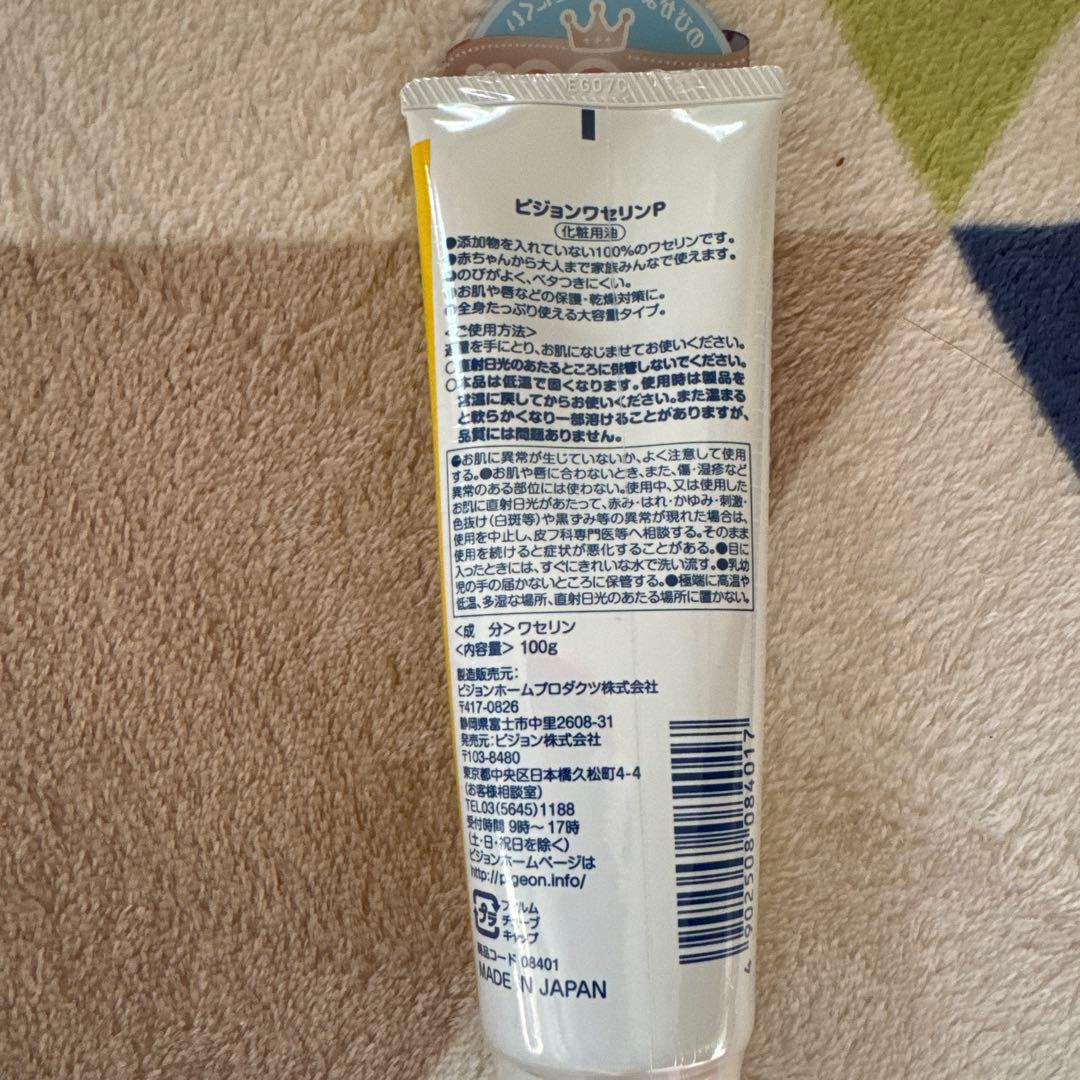 EG070
ピジョンワセリンP
化粧用油
●添加物を入れていない100%のワセリンです。
●赤ちゃんから大人まで家族みんなで使えます。
●のびがよく、ベタつきにくい。
●お肌や唇などの保護・乾燥対策に。
●全身たっぷり使える大容量タイプ。
<ご使用方法>
適量を手にとり、お肌になじませてお使いください。
○直射日光のあたるところに保管しないでください。
○本品は低温で固くなります。使用時は製品を
常温に戻してからお使いください。また温まる
と軟らかくなり一部溶けることがありますが、
品質には問題ありません。
●お肌に異常が生じていないか、よく注意して使用
する。●お肌や唇に合わないとき、また、傷・湿疹など
異常のある部位には使わない。使用中、又は使用した
お肌に直射日光があたって、赤み・はれ・かゆみ・刺激・
色抜け(白斑等)や黒ずみ等の異常が現れた場合は、
使用を中止し、皮フ科専門医等へ相談する。そのまま
使用を続けると症状が悪化することがある。●目に
入ったときには、すぐにきれいな水で洗い流す。●乳幼
児の手の届かないところに保管する。●極端に高温や
低温、多湿な場所、直射日光のあたる場所に置かない。
<成 分>ワセリン
<内容量> 100g
製造販売元:
ピジョンホームプロダクツ株式会社
〒417-0826
静岡県富士市中里2608-31
発売元:ピジョン株式会社
〒103-8480
東京都中央区日本橋久松町4-4
(お客様相談室)
TEL03(5645)1188
受付時間 9時〜17時
(土・日・祝日を除く)
ピジョンホームページは
http://pigeon.info/
プラ
フィルム
チューブ
キャップ
商品コード 08401
MADE IN JAPAN
4 902508 084017